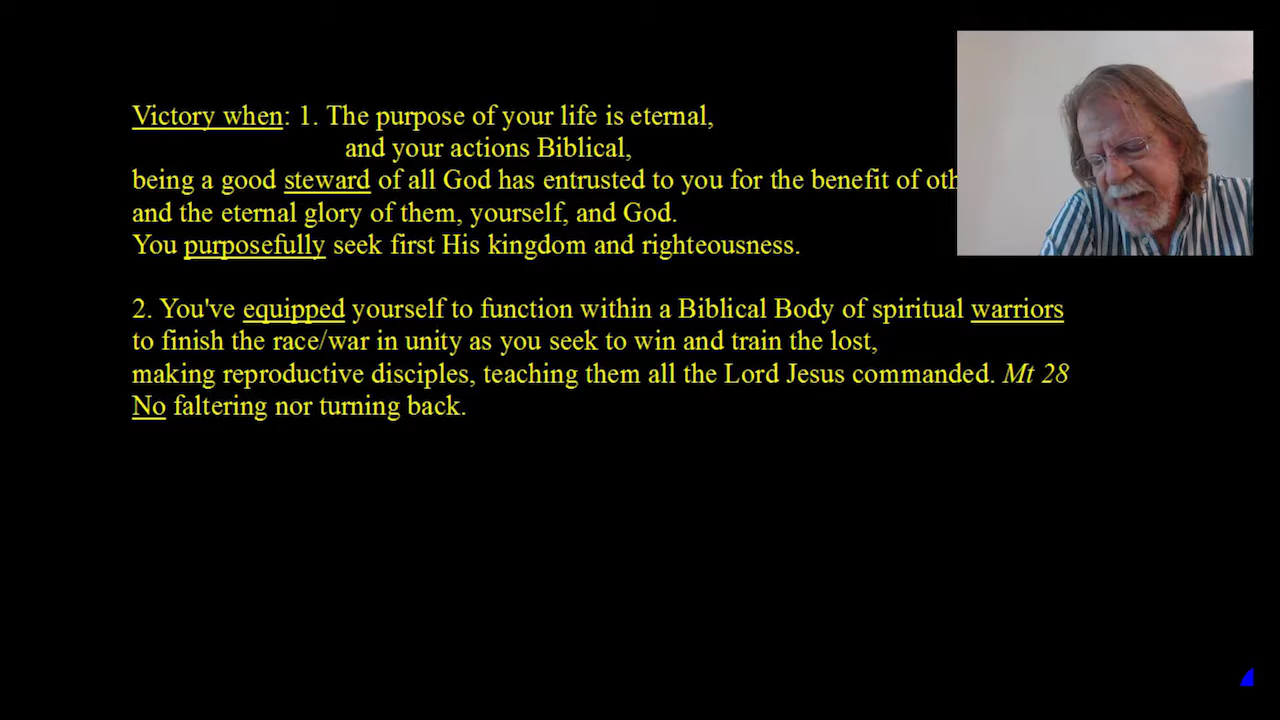 Victory when: 1. The purpose of your life is eternal,
and your actions Biblical,
being a good steward of all God has entrusted to you for the benefit of oth
and the eternal glory of them, yourself, and God.
You purposefully seek first His kingdom and righteousness.
2. You've equipped yourself to function within a Biblical Body of spiritual warriors
to finish the race/war in unity as you seek to win and train the lost,
making reproductive disciples, teaching them all the Lord Jesus commanded. Mt 28
No faltering nor turning back.